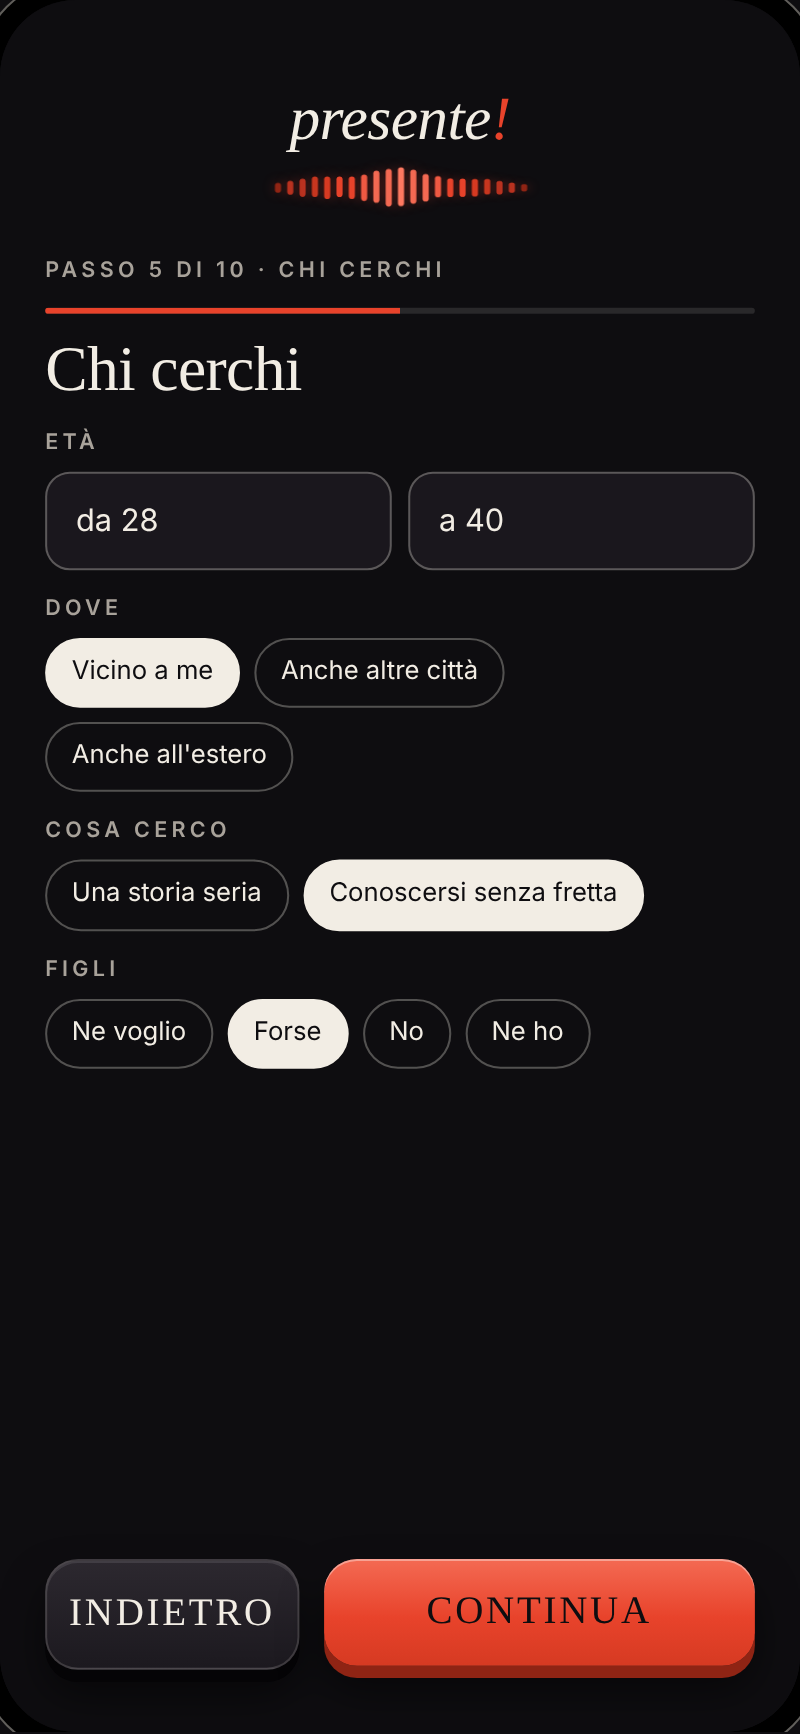 presente!
PASSO 5 DI 10 · CHI CERCHI
Chi cerchi
ETÀ
da 28 a 40
DOVE
Vicino a me Anche altre città
Anche all'estero
COSA CERCO
Una storia seria Conoscersi senza fretta
FIGLI
Ne voglio Forse No Ne ho
INDIETRO CONTINUA